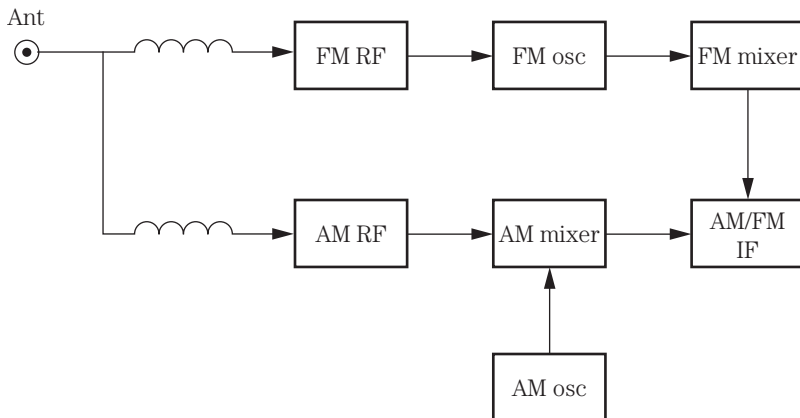 Ant
FM RF
FM osc
FM mixer
AM RF
AM mixer
AM/FM
IF
AM osc